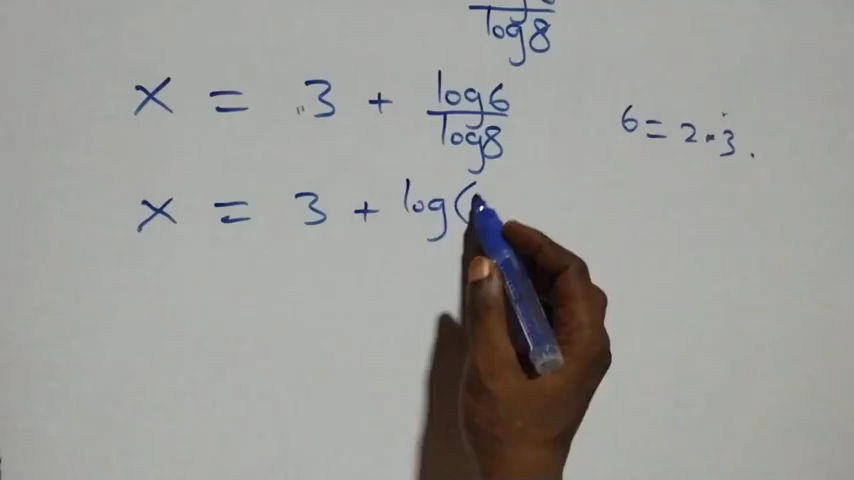 log8
x = 3 + log6/log8
6 = 2·3.
x = 3 + log(